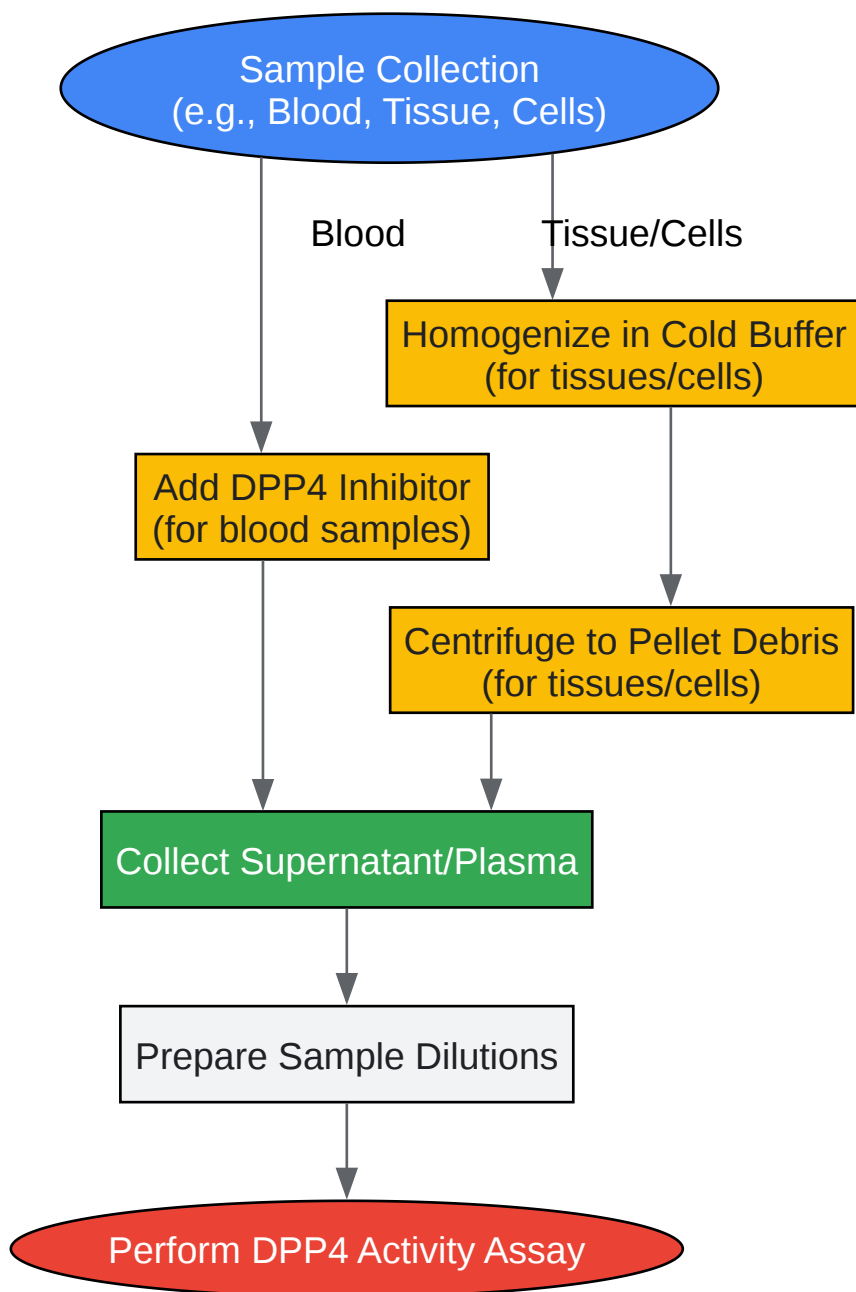 Sample Collection
(e.g., Blood, Tissue, Cells)
Blood
Tissue/Cells
Homogenize in Cold Buffer
(for tissues/cells)
Add DPP4 Inhibitor
(for blood samples)
Centrifuge to Pellet Debris
(for tissues/cells)
Collect Supernatant/Plasma
Prepare Sample Dilutions
Perform DPP4 Activity Assay